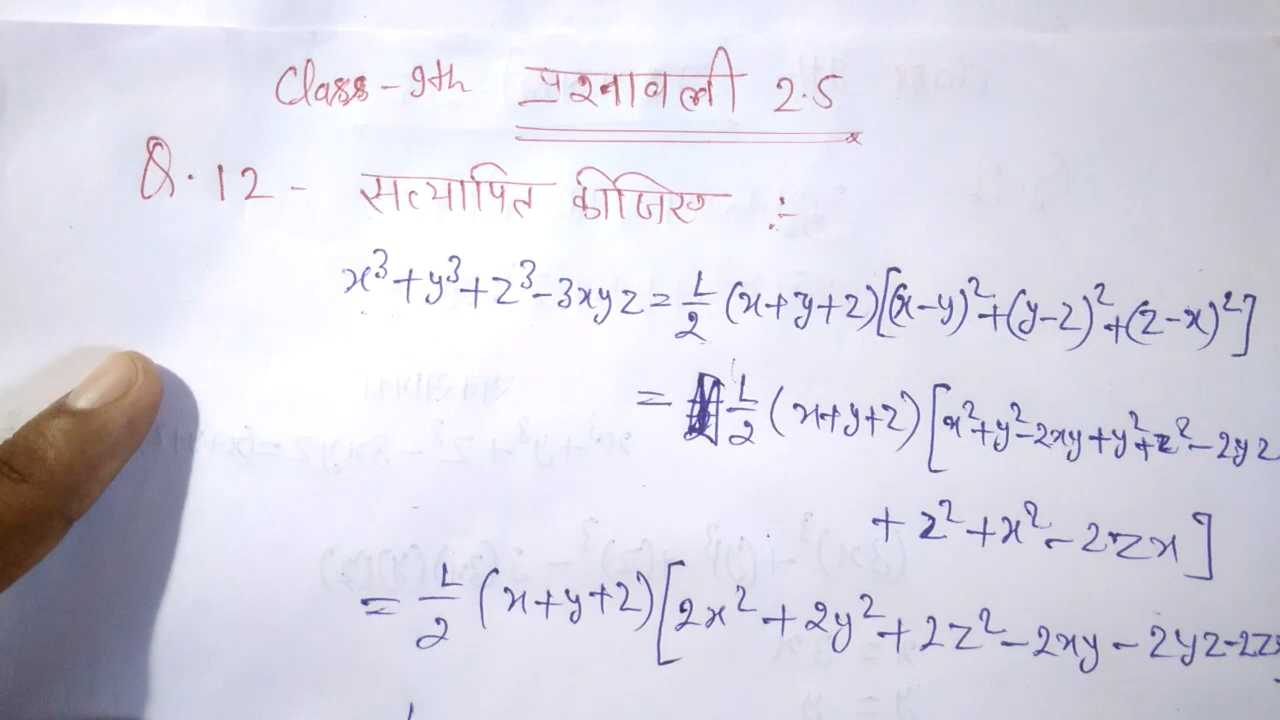 Class-9th प्रश्नावली 2.5
Q.12- सत्यापित कीजिए :-
x³+y³+z³-3xyz=1/2(x+y+z)[(x-y)²+(y-z)²+(z-x)²]
=1/2(x+y+z)[x²+y²-2xy+y²+z²-2yz
+z²+x²-2zx]
=1/2(x+y+z)[2x²+2y²+2z²-2xy-2yz-2zx